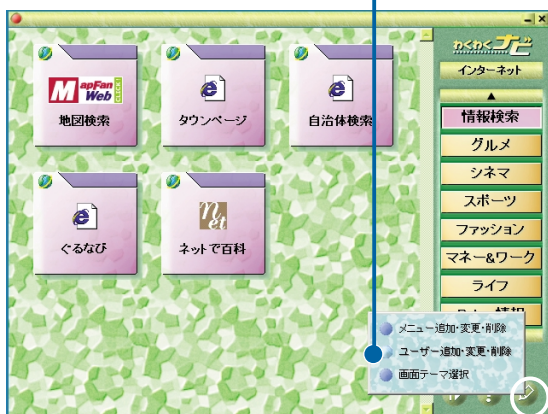 わくわくナビ
インターネット
MapFan Web CLICK!
地図検索
タウンページ
自治体検索
ぐるなび
net
ネットで百科
情報検索
グルメ
シネマ
スポーツ
ファッション
マネー&ワーク
ライフ
情報
メニュー追加・変更・削除
ユーザー追加・変更・削除
画面テーマ選択